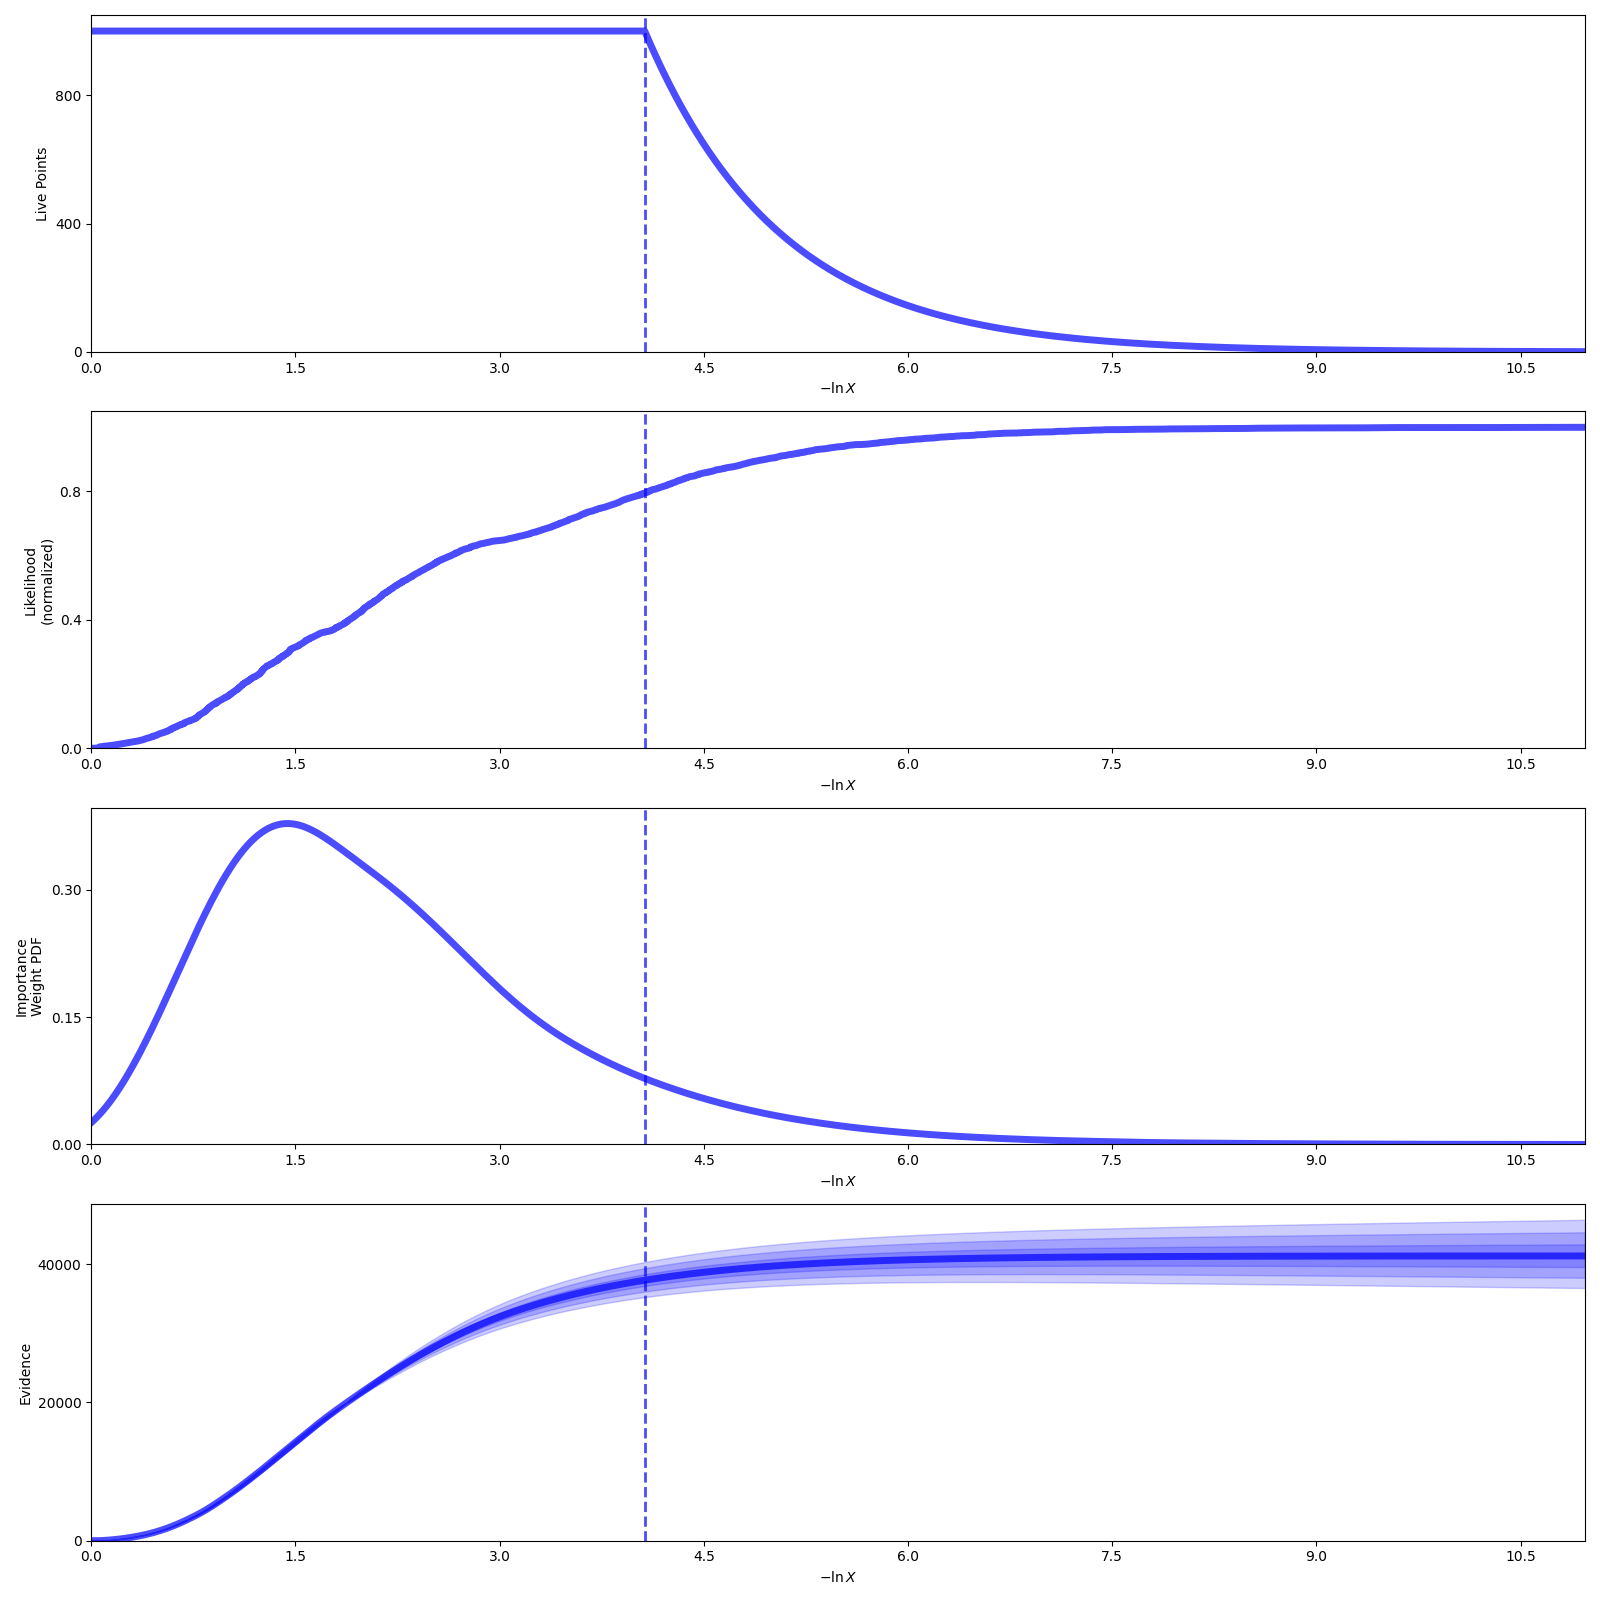 800
400
0
Live Points
0.0 1.5 3.0 4.5 6.0 7.5 9.0 10.5
−ln X
0.8
0.4
0.0
Likelihood
(normalized)
0.0 1.5 3.0 4.5 6.0 7.5 9.0 10.5
−ln X
0.30
0.15
0.00
Importance
Weight PDF
0.0 1.5 3.0 4.5 6.0 7.5 9.0 10.5
−ln X
40000
20000
0
Evidence
0.0 1.5 3.0 4.5 6.0 7.5 9.0 10.5
−ln X